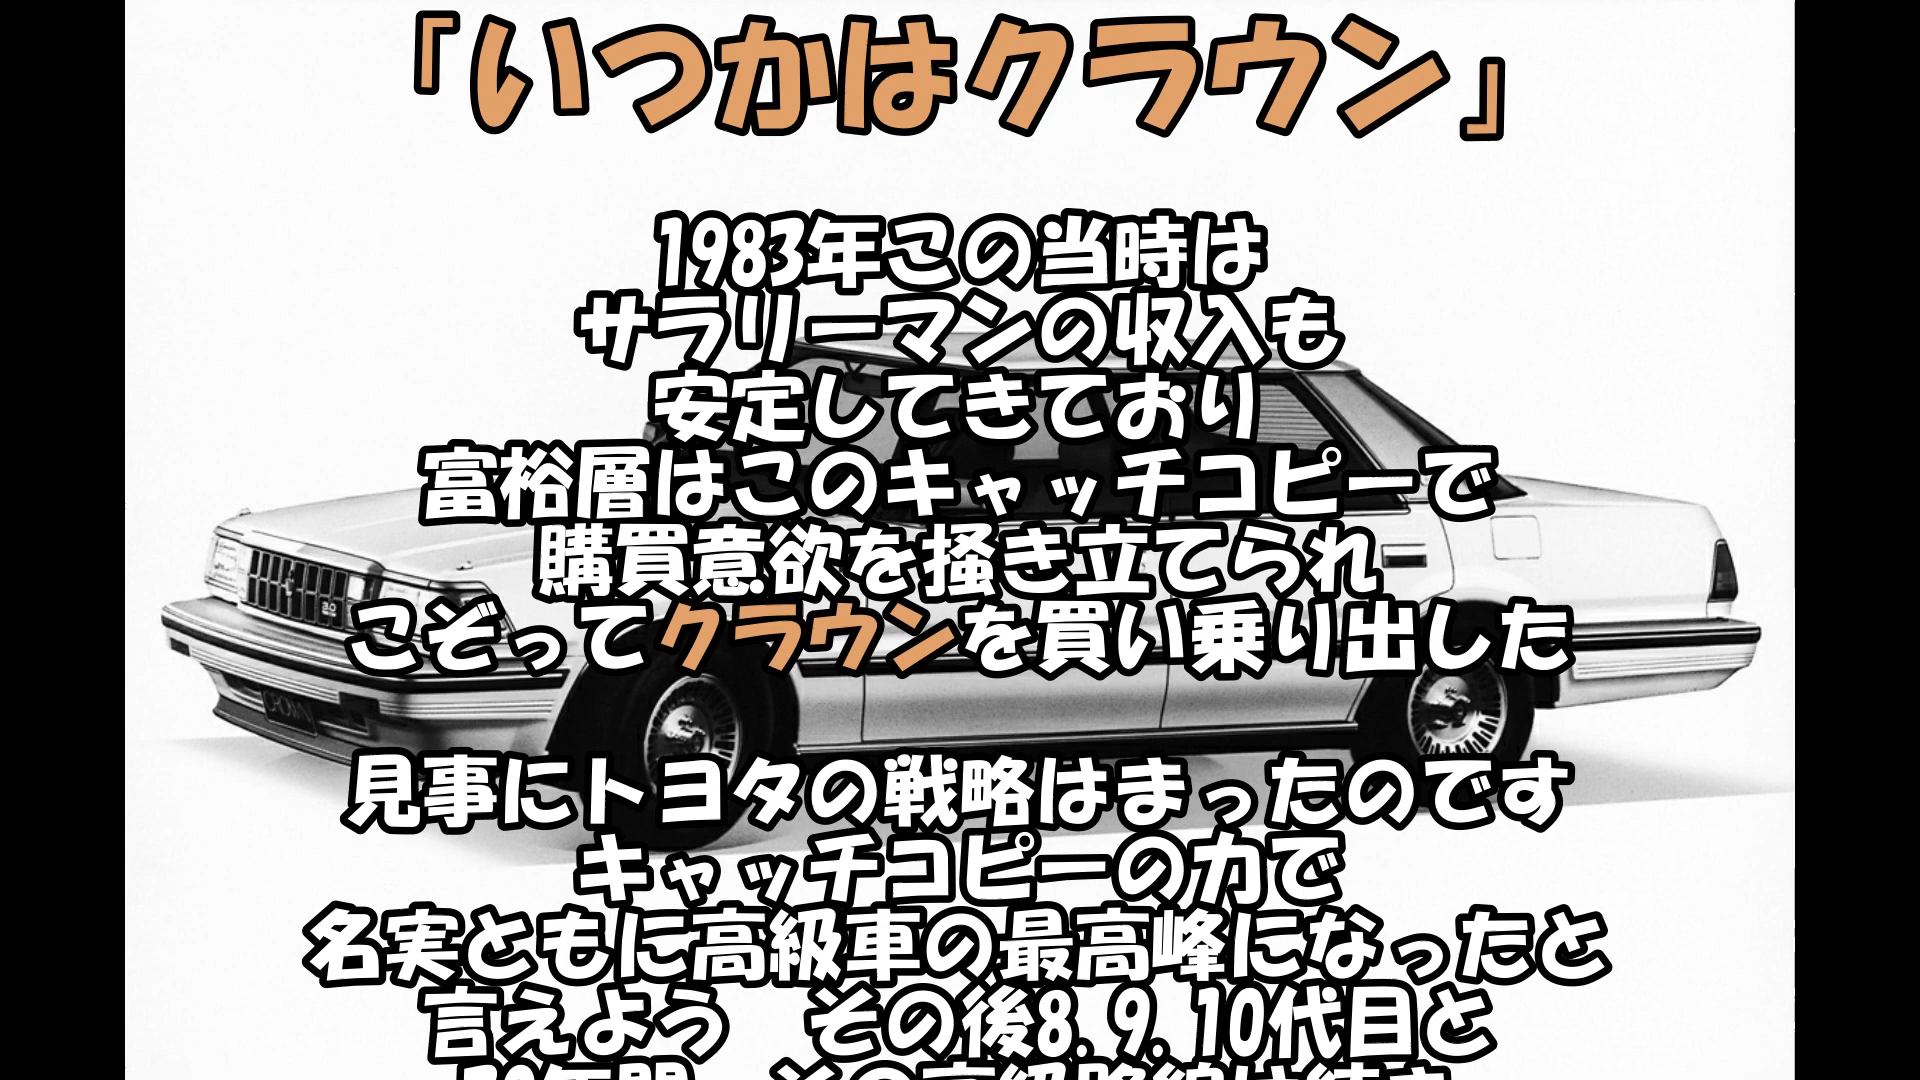 「いつかはクラウン」
1983年この当時は
サラリーマンの収入も
安定してきており
富裕層はこのキャッチコピーで
購買意欲を掻き立てられ
こぞってクラウンを買い乗り出した
見事にトヨタの戦略はまったのです
キャッチコピーの力で
名実ともに高級車の最高峰になったと
言えよう　その後8.9.10代目と
3.0
CROWN